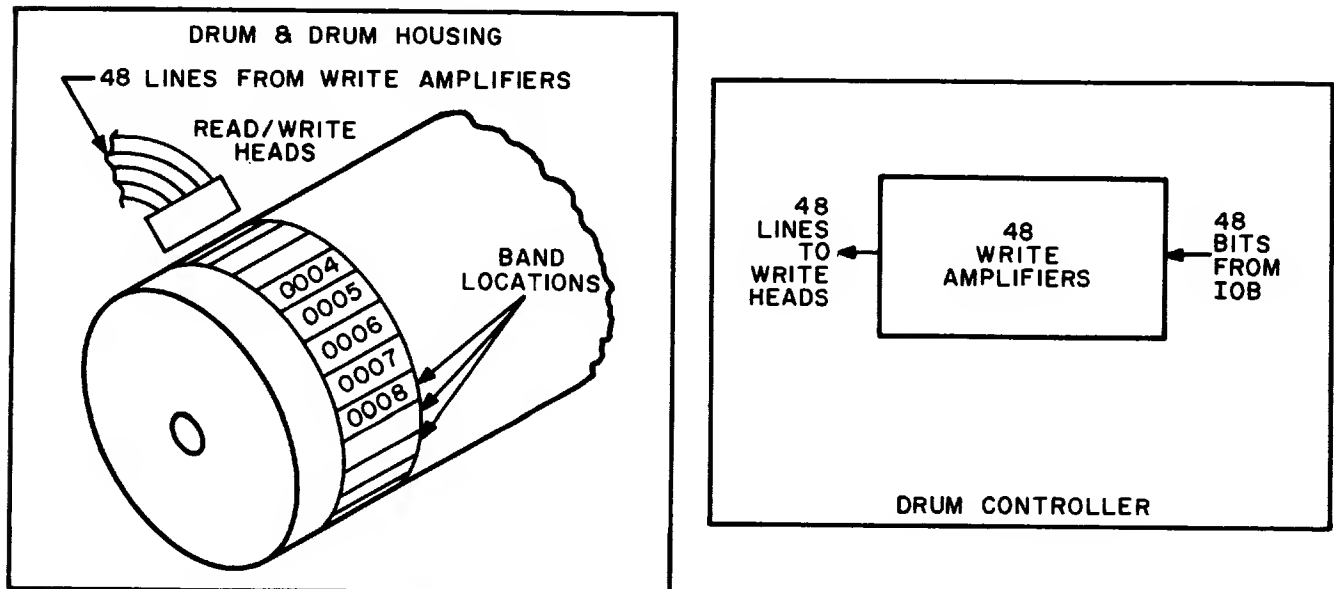 DRUM & DRUM HOUSING
48 LINES FROM WRITE AMPLIFIERS
READ/WRITE
HEADS
0004
0005
0006
0007
0008
BAND
LOCATIONS
48
LINES
TO
WRITE
HEADS
48
WRITE
AMPLIFIERS
48
BITS
FROM
IOB
DRUM CONTROLLER